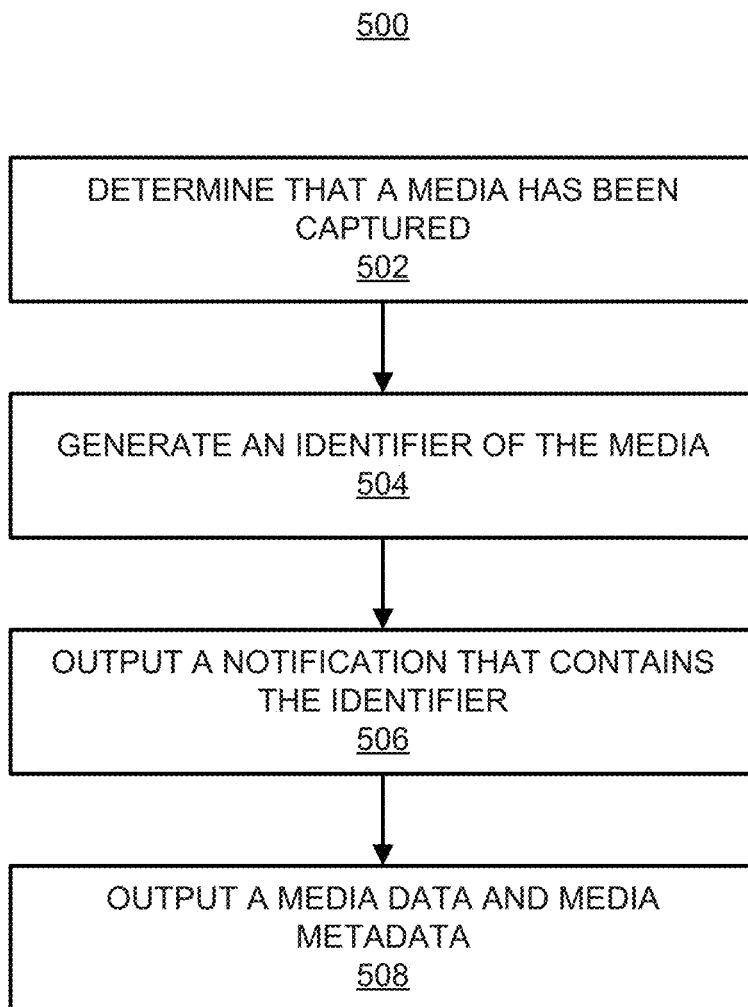 500
DETERMINE THAT A MEDIA HAS BEEN
CAPTURED
502
GENERATE AN IDENTIFIER OF THE MEDIA
504
OUTPUT A NOTIFICATION THAT CONTAINS
THE IDENTIFIER
506
OUTPUT A MEDIA DATA AND MEDIA
METADATA
508